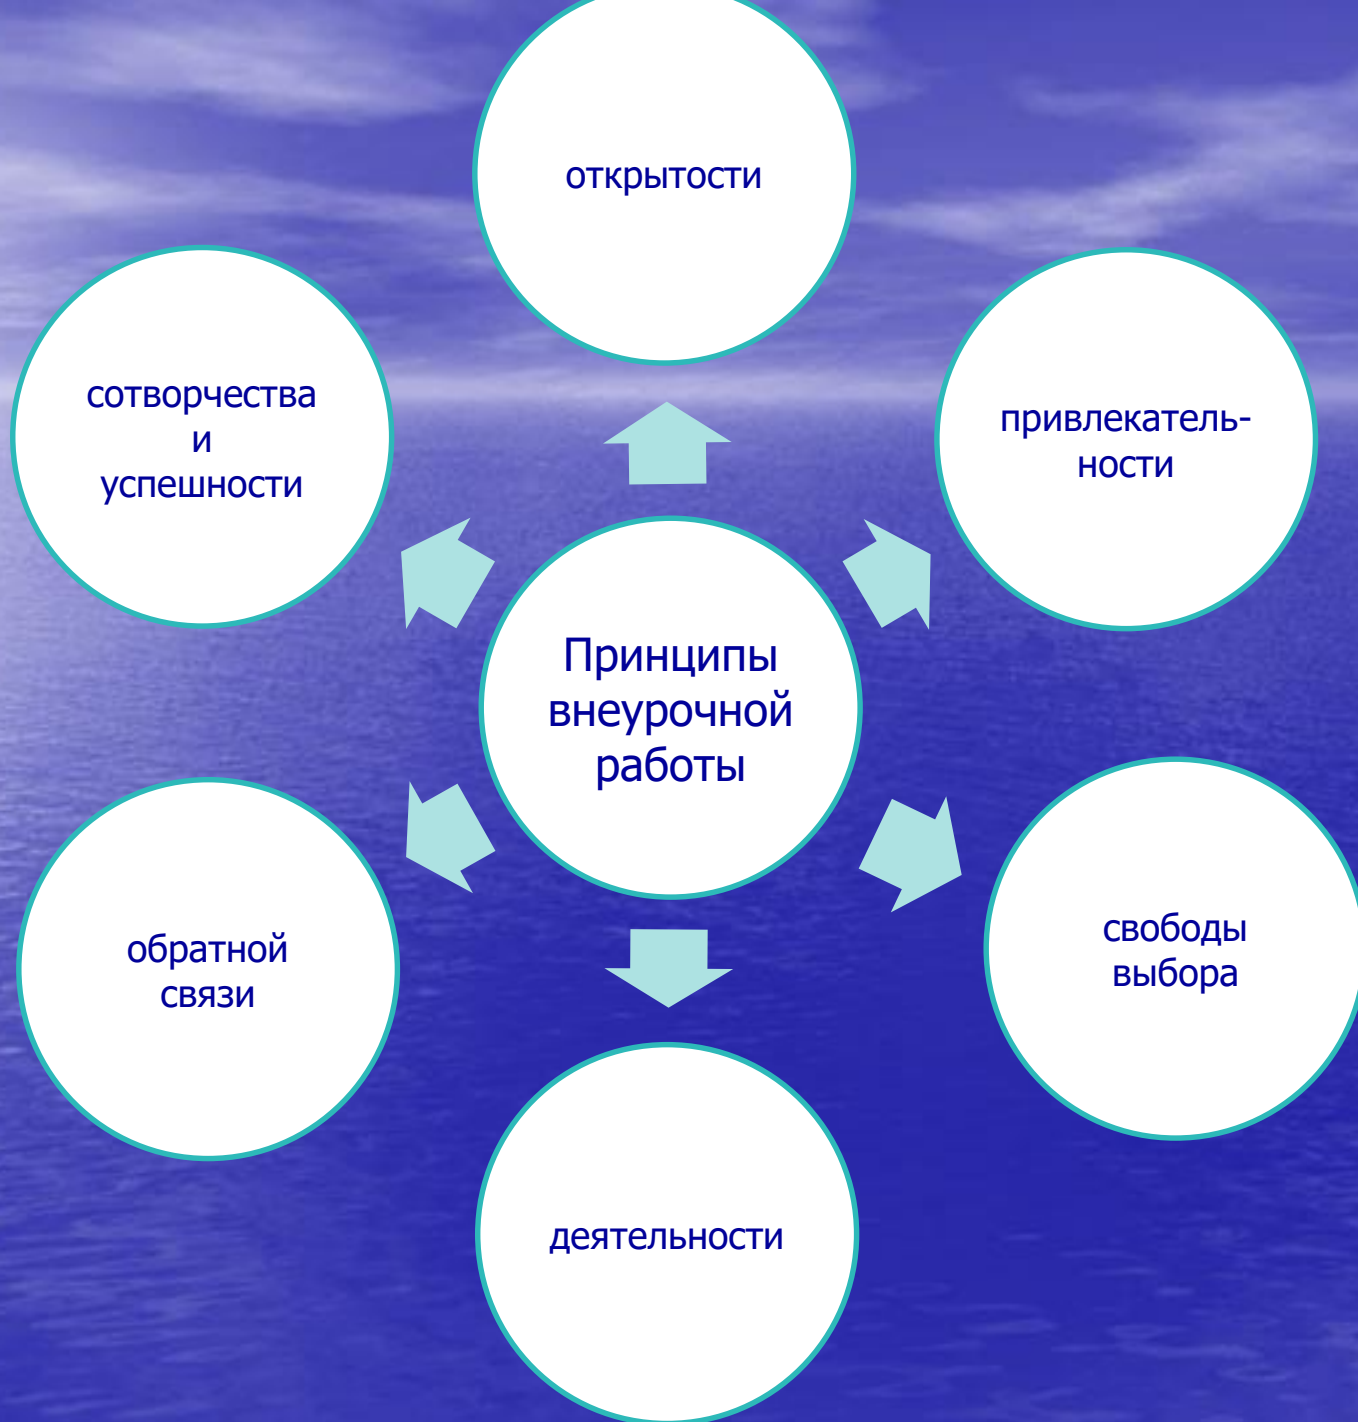 открытости
сотворчества
и
успешности
привлекатель-
ности
Принципы
внеурочной
работы
обратной
связи
свободы
выбора
деятельности